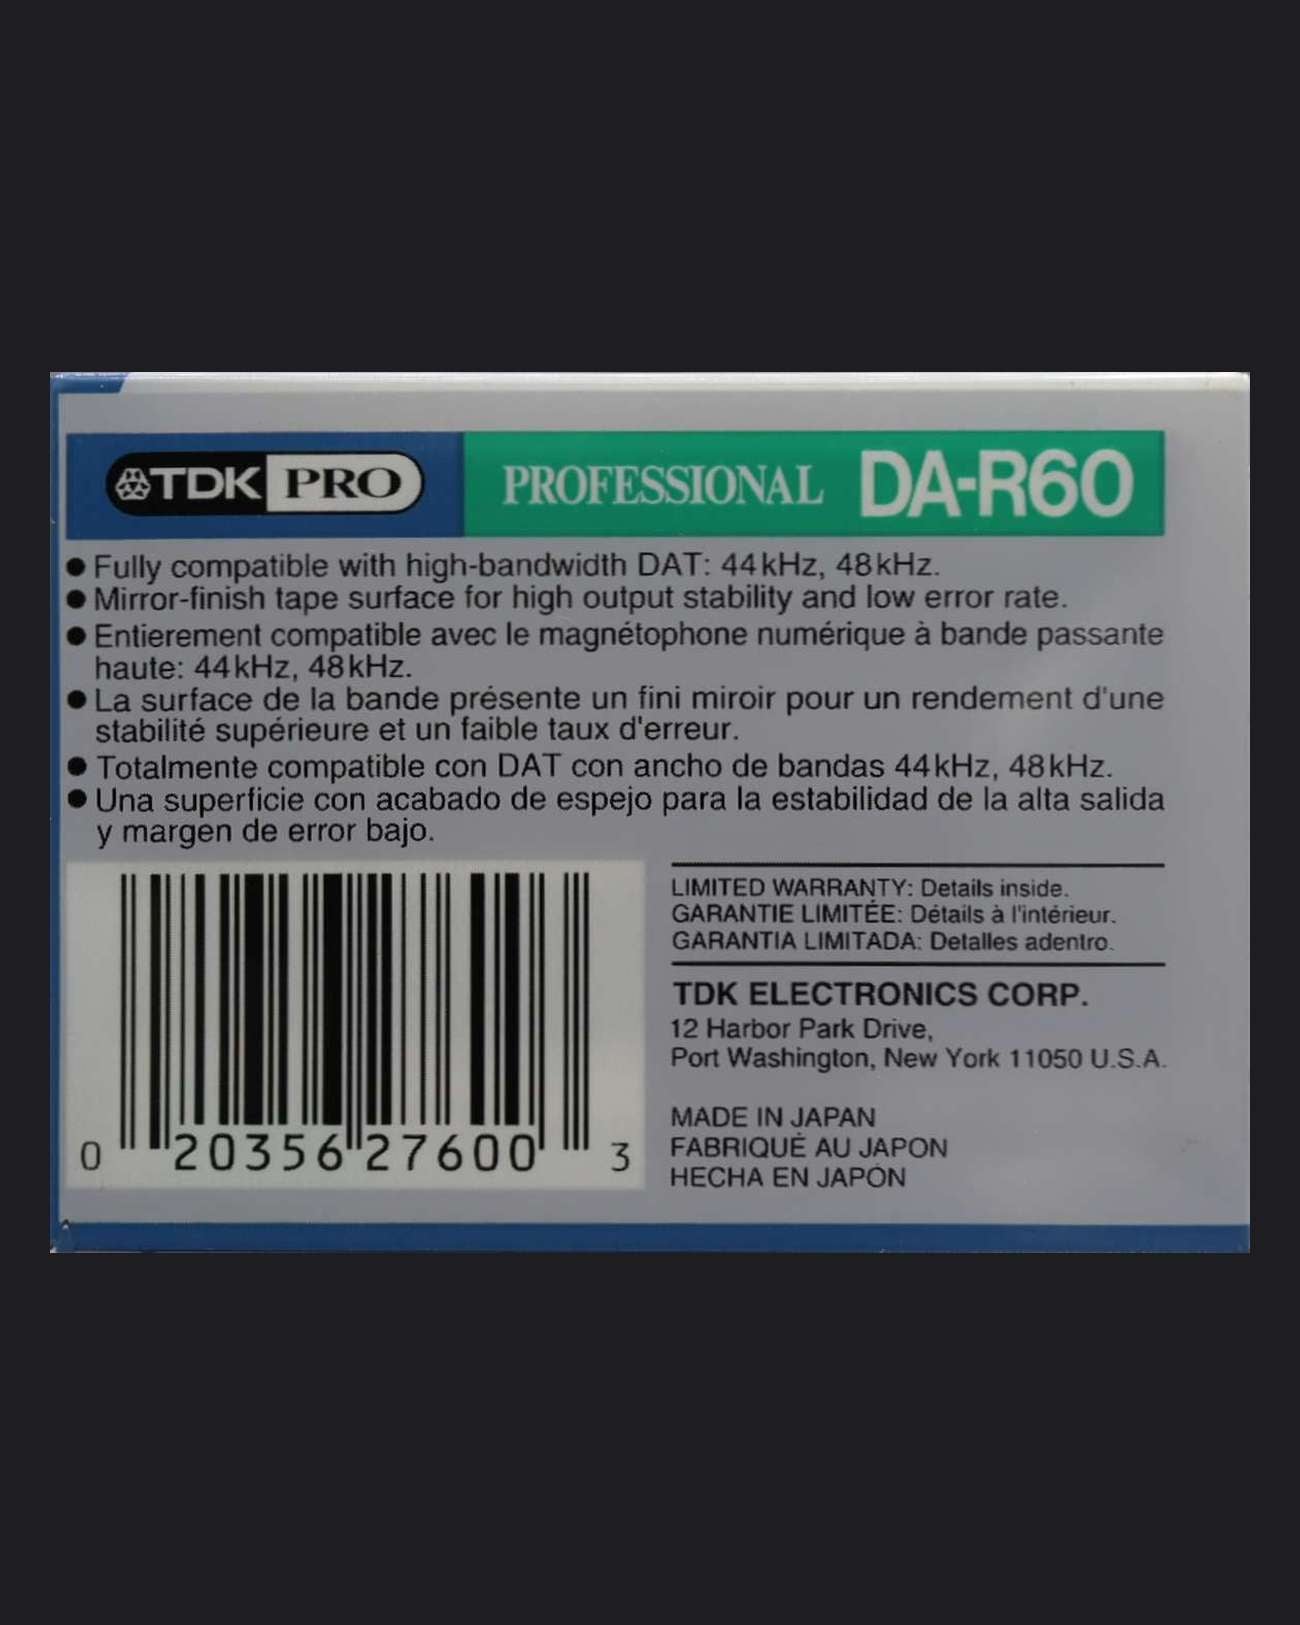 TDK PRO PROFESSIONAL DA-R60
● Fully compatible with high-bandwidth DAT: 44kHz, 48kHz.
● Mirror-finish tape surface for high output stability and low error rate.
● Entierement compatible avec le magnétophone numérique à bande passante
haute: 44kHz, 48kHz.
● La surface de la bande présente un fini miroir pour un rendement d'une
stabilité supérieure et un faible taux d'erreur.
● Totalmente compatible con DAT con ancho de bandas 44kHz, 48kHz.
● Una superficie con acabado de espejo para la estabilidad de la alta salida
y margen de error bajo.
LIMITED WARRANTY: Details inside.
GARANTIE LIMITÉE: Détails à l'intérieur.
GARANTIA LIMITADA: Detalles adentro.
TDK ELECTRONICS CORP.
12 Harbor Park Drive,
Port Washington, New York 11050 U.S.A.
MADE IN JAPAN
FABRIQUÉ AU JAPON
HECHA EN JAPÓN
0 20356 27600 3